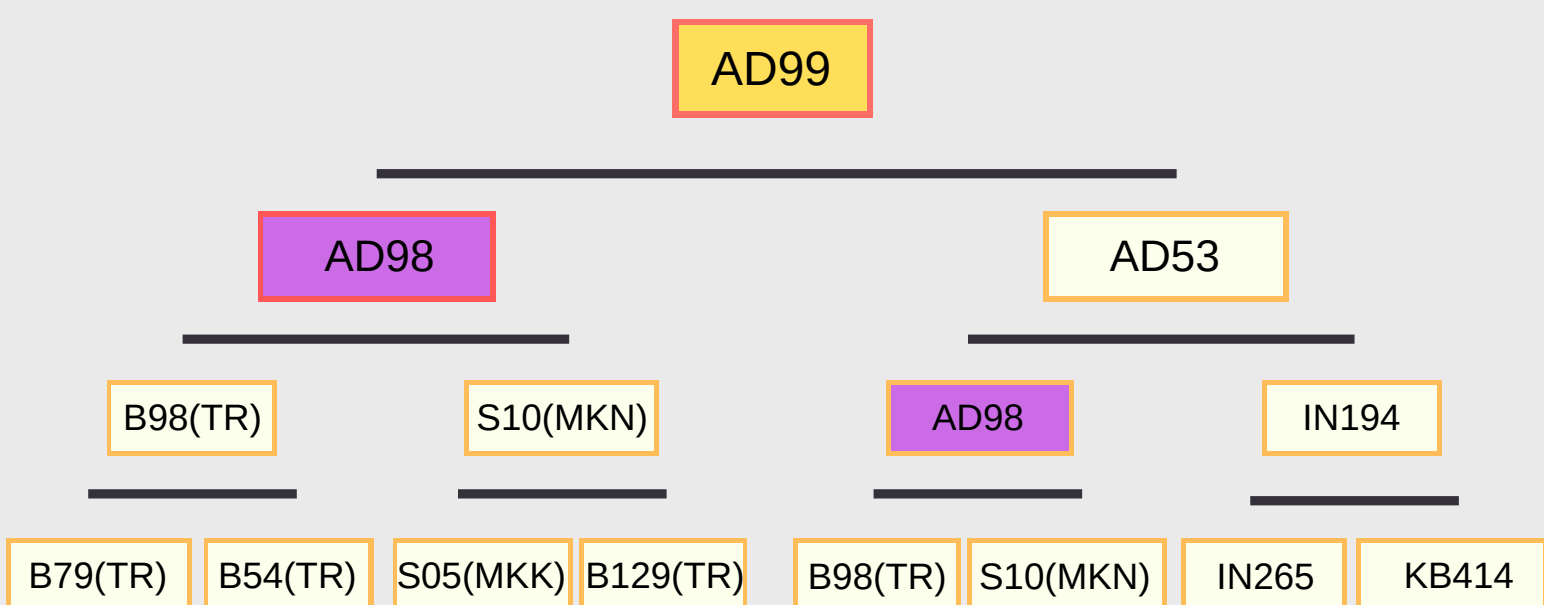 AD99
AD98 AD53
B98(TR) S10(MKN) AD98 IN194
B79(TR) B54(TR) S05(MKK) B129(TR) B98(TR) S10(MKN) IN265 KB414